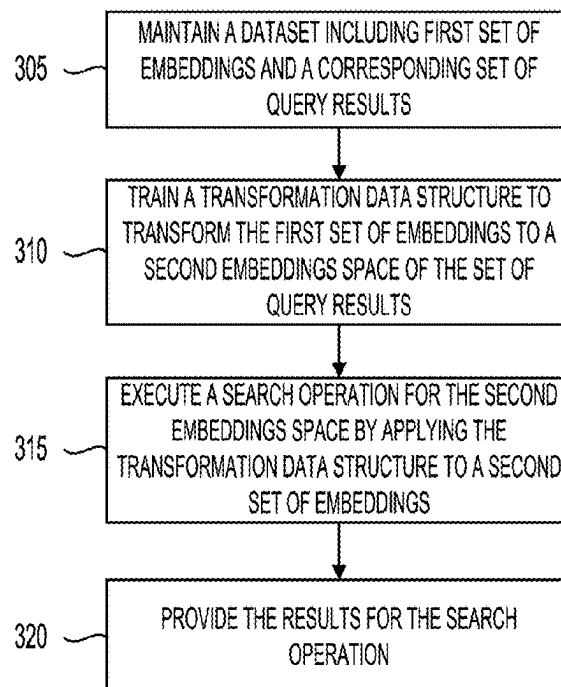 305
MAINTAIN A DATASET INCLUDING FIRST SET OF
EMBEDDINGS AND A CORRESPONDING SET OF
QUERY RESULTS
310
TRAIN A TRANSFORMATION DATA STRUCTURE TO
TRANSFORM THE FIRST SET OF EMBEDDINGS TO A
SECOND EMBEDDINGS SPACE OF THE SET OF
QUERY RESULTS
315
EXECUTE A SEARCH OPERATION FOR THE SECOND
EMBEDDINGS SPACE BY APPLYING THE
TRANSFORMATION DATA STRUCTURE TO A SECOND
SET OF EMBEDDINGS
320
PROVIDE THE RESULTS FOR THE SEARCH
OPERATION